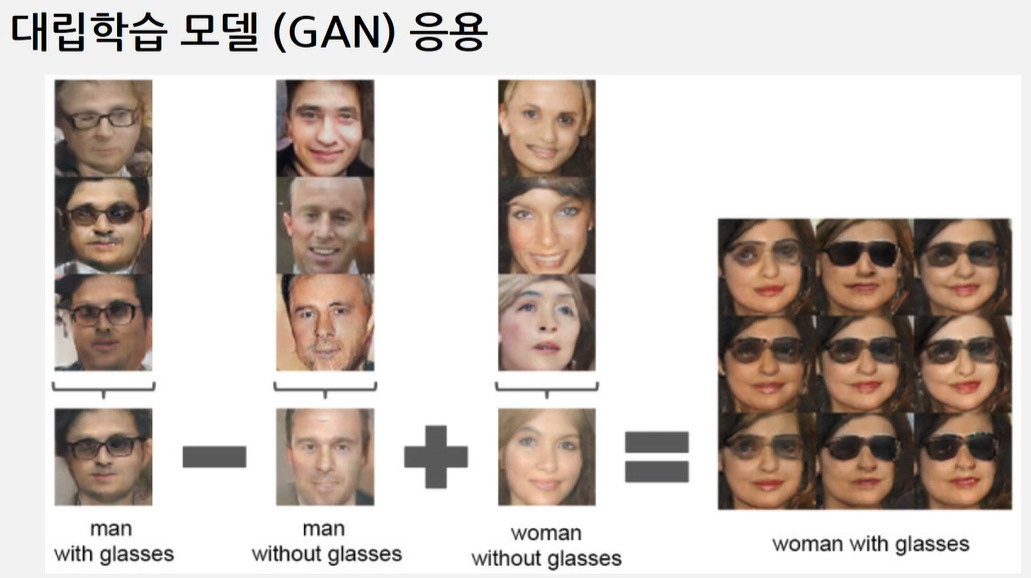 대립학습 모델 (GAN) 응용
man
with glasses
man
without glasses
woman
without glasses
woman with glasses